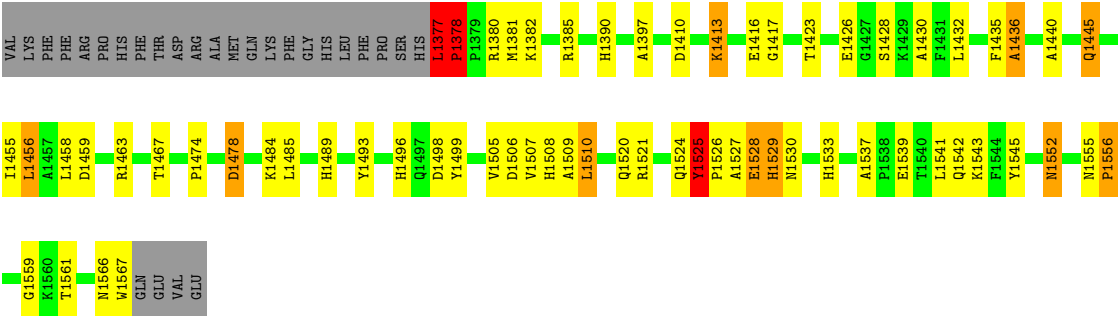 VAL LYS PHE PHE ARG PRO HIS PHE THR ASP ARG ALA MET GLN LYS PHE GLY HIS LEU PHE PRO SER HIS L1377 P1378 P1379 R1380 M1381 K1382 R1385 H1390 A1397 D1410 K1413 E1416 G1417 T1423 E1426 G1427 S1428 K1429 A1430 F1431 L1432 F1435 A1436 A1440 Q1445
I1455 L1456 A1457 L1458 D1459 R1463 T1467 P1474 D1478 K1484 L1485 H1489 Y1493 H1496 Q1497 D1498 Y1499 V1505 D1506 V1507 H1508 A1509 L1510 Q1520 R1521 Q1524 Y1525 P1526 A1527 E1528 H1529 N1530 H1533 A1537 P1538 E1539 T1540 L1541 Q1542 K1543 F1544 Y1545 N1552 N1555 P1556
G1559 K1560 T1561 N1566 W1567 GLN GLU VAL GLU